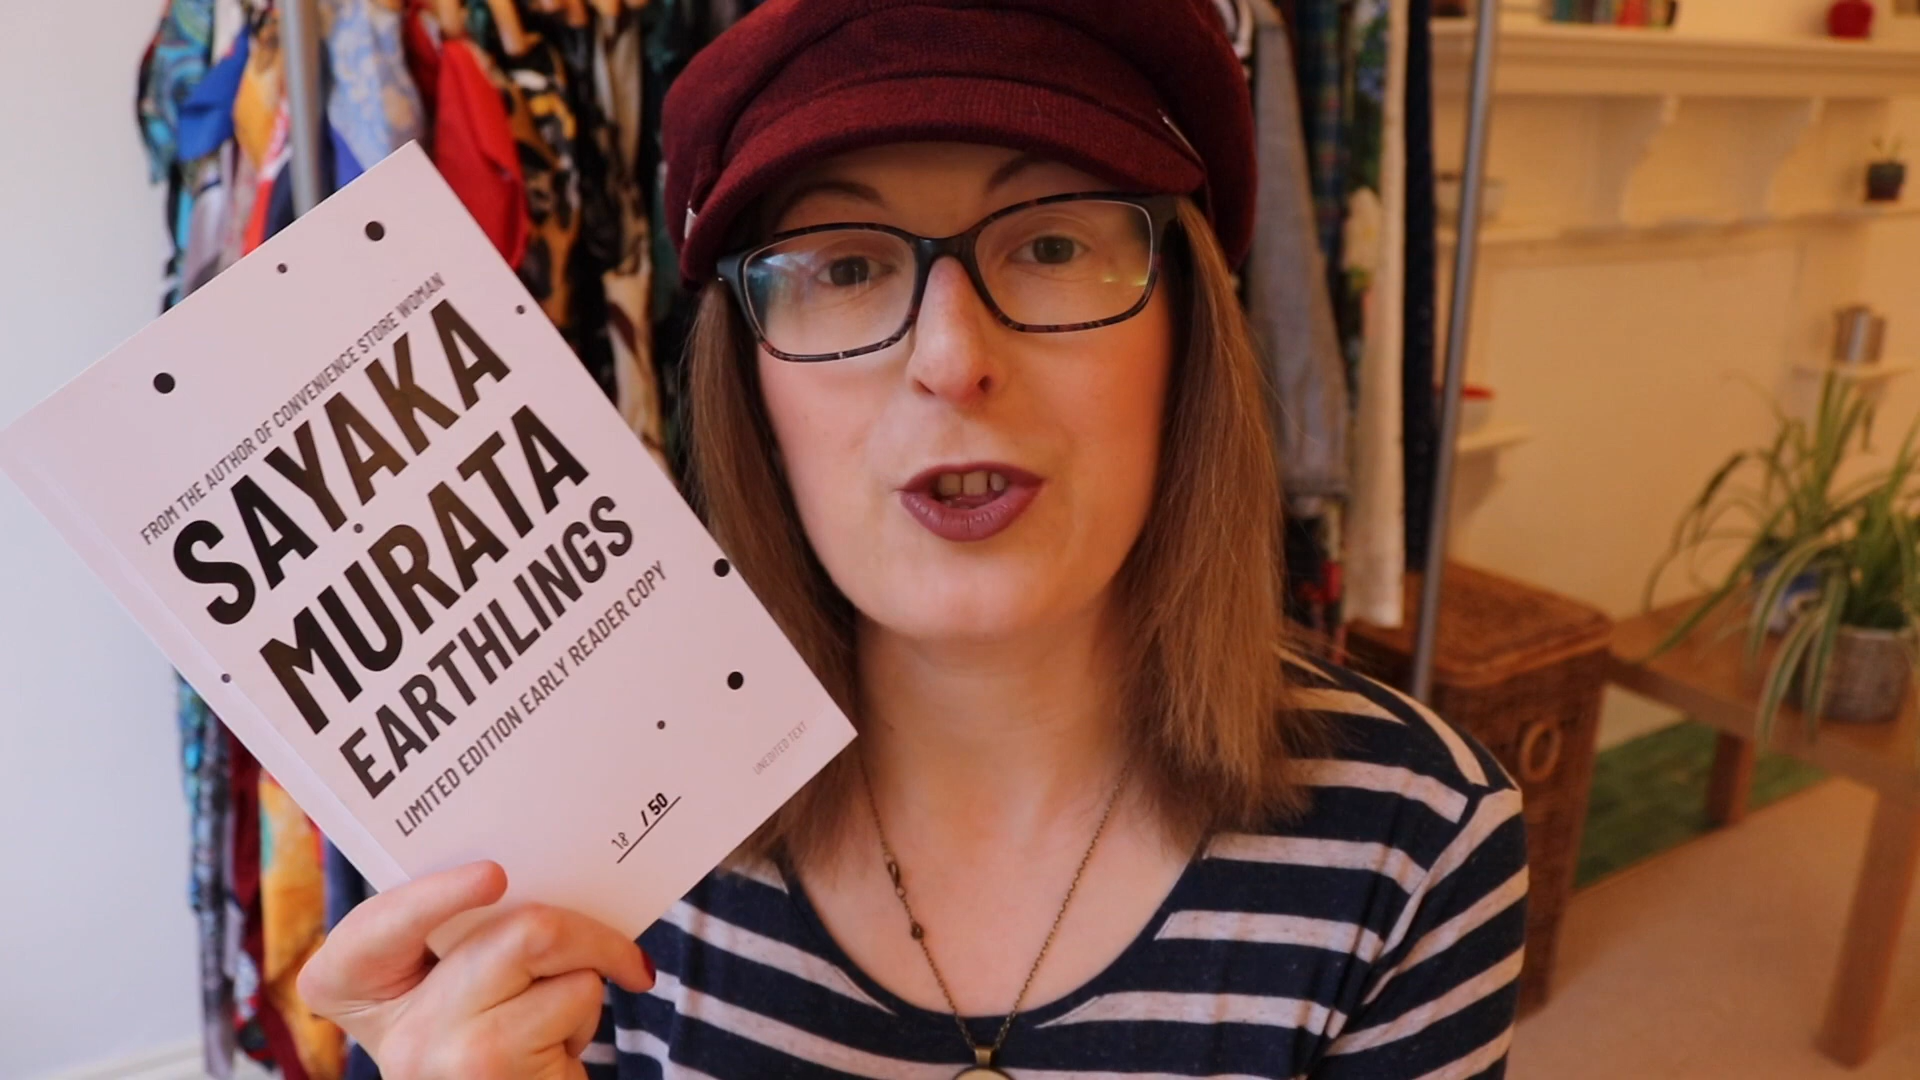 FROM THE AUTHOR OF CONVENIENCE STORE WOMAN
SAYAKA
MURATA
EARTHLINGS
LIMITED EDITION EARLY READER COPY
UNEDITED TEXT
18 / 50